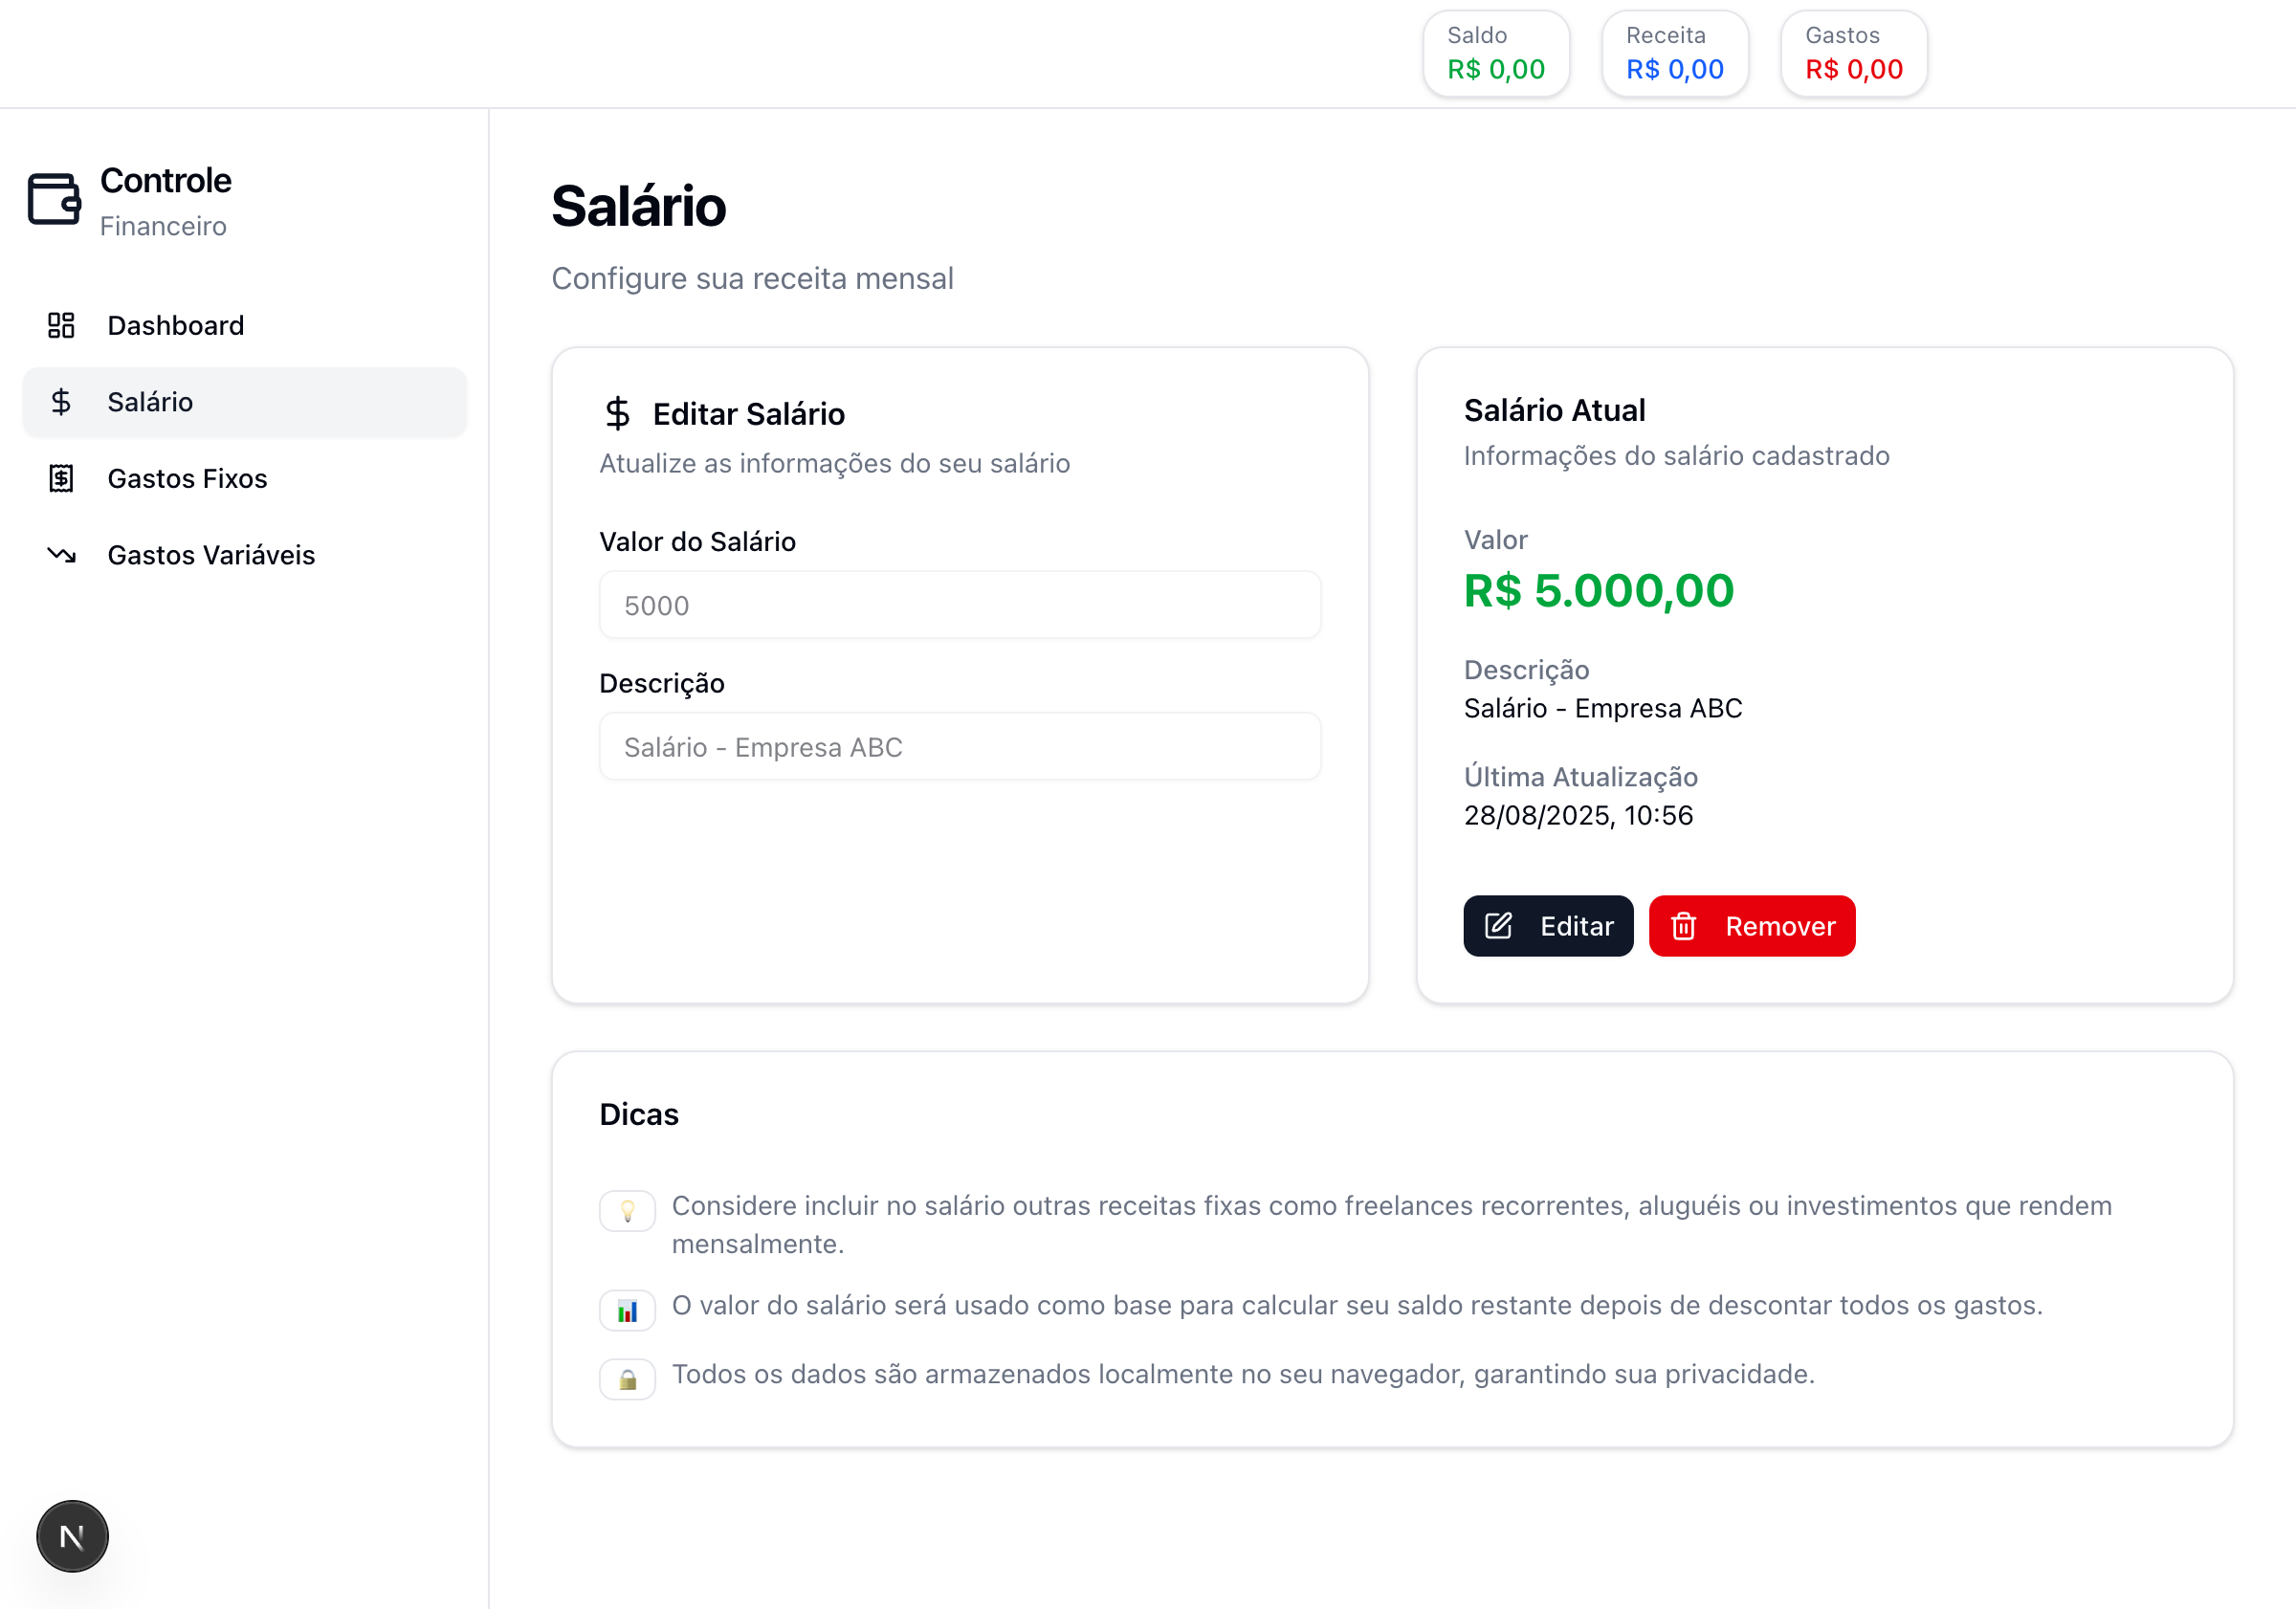 Saldo
R$ 0,00
Receita
R$ 0,00
Gastos
R$ 0,00
Controle
Financeiro
Dashboard
Salário
Gastos Fixos
Gastos Variáveis
Salário
Configure sua receita mensal
Editar Salário
Atualize as informações do seu salário
Valor do Salário
5000
Descrição
Salário - Empresa ABC
Salário Atual
Informações do salário cadastrado
Valor
R$ 5.000,00
Descrição
Salário - Empresa ABC
Última Atualização
28/08/2025, 10:56
Editar
Remover
Dicas
Considere incluir no salário outras receitas fixas como freelances recorrentes, aluguéis ou investimentos que rendem
mensalmente.
O valor do salário será usado como base para calcular seu saldo restante depois de descontar todos os gastos.
Todos os dados são armazenados localmente no seu navegador, garantindo sua privacidade.
N